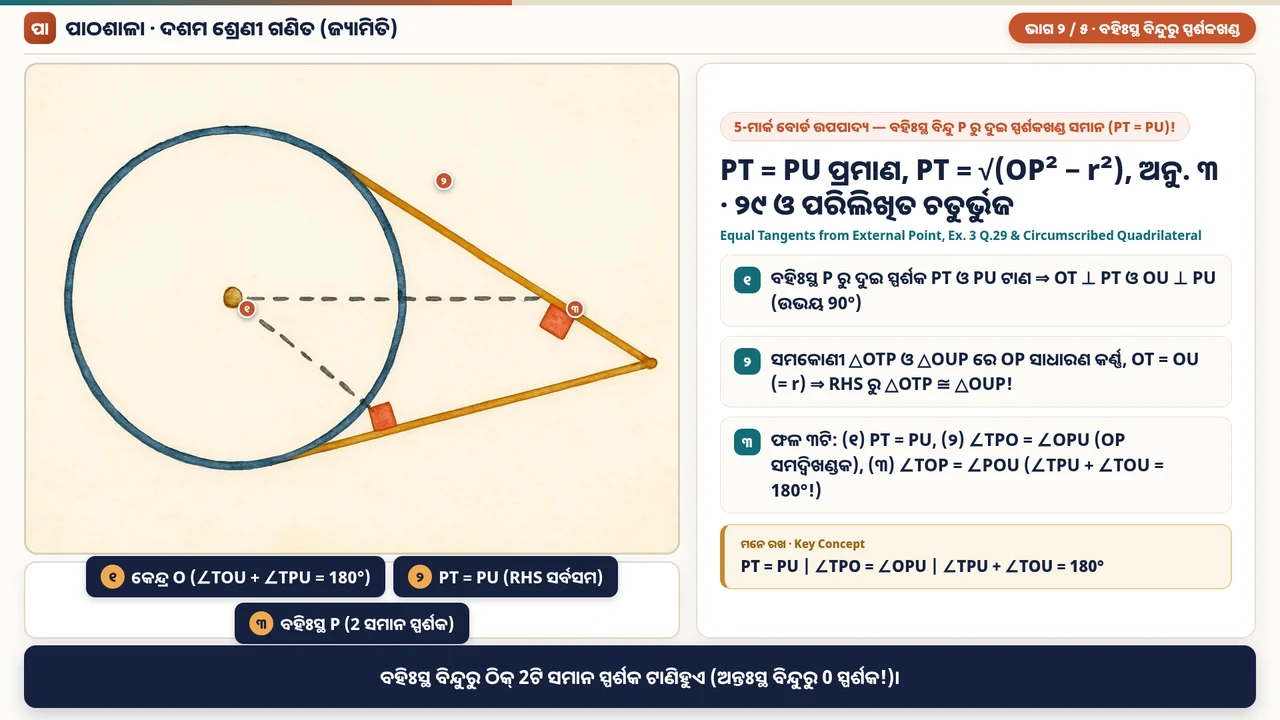 ପା ପାଠଶାଳା · ଦଶମ ଶ୍ରେଣୀ ଗଣିତ (ଜ୍ୟାମିତି)
ଭାଗ ୨ / ୫ · ବହିଃସ୍ଥ ବିନ୍ଦୁରୁ ସ୍ପର୍ଶକଖଣ୍ଡ
୨
୧
୩
୧ କେନ୍ଦ୍ର O (∠TOU + ∠TPU = 180°)
୨ PT = PU (RHS ସର୍ବସମ)
୩ ବହିଃସ୍ଥ P (2 ସମାନ ସ୍ପର୍ଶକ)
5-ମାର୍କ ବୋର୍ଡ ଉପପାଦ୍ୟ — ବହିଃସ୍ଥ ବିନ୍ଦୁ P ରୁ ଦୁଇ ସ୍ପର୍ଶକଖଣ୍ଡ ସମାନ (PT = PU)!
PT = PU ପ୍ରମାଣ, PT = √(OP² − r²), ଅନୁ. ୩
· ୨୯ ଓ ପରିଲିଖିତ ଚତୁର୍ଭୁଜ
Equal Tangents from External Point, Ex. 3 Q.29 & Circumscribed Quadrilateral
୧ ବହିଃସ୍ଥ P ରୁ ଦୁଇ ସ୍ପର୍ଶକ PT ଓ PU ଟାଣ ⇒ OT ⊥ PT ଓ OU ⊥ PU
(ଉଭୟ 90°)
୨ ସମକୋଣୀ △OTP ଓ △OUP ରେ OP ସାଧାରଣ କର୍ଣ୍ଣ, OT = OU
(= r) ⇒ RHS ରୁ △OTP ≅ △OUP!
୩ ଫଳ ୩ଟି: (୧) PT = PU, (୨) ∠TPO = ∠OPU (OP
ସମଦ୍ୱିଖଣ୍ଡକ), (୩) ∠TOP = ∠POU (∠TPU + ∠TOU =
180°!)
ମନେ ରଖ · Key Concept
PT = PU | ∠TPO = ∠OPU | ∠TPU + ∠TOU = 180°
ବହିଃସ୍ଥ ବିନ୍ଦୁରୁ ଠିକ୍ 2ଟି ସମାନ ସ୍ପର୍ଶକ ଟାଣିହୁଏ (ଅନ୍ତଃସ୍ଥ ବିନ୍ଦୁରୁ 0 ସ୍ପର୍ଶକ!)।